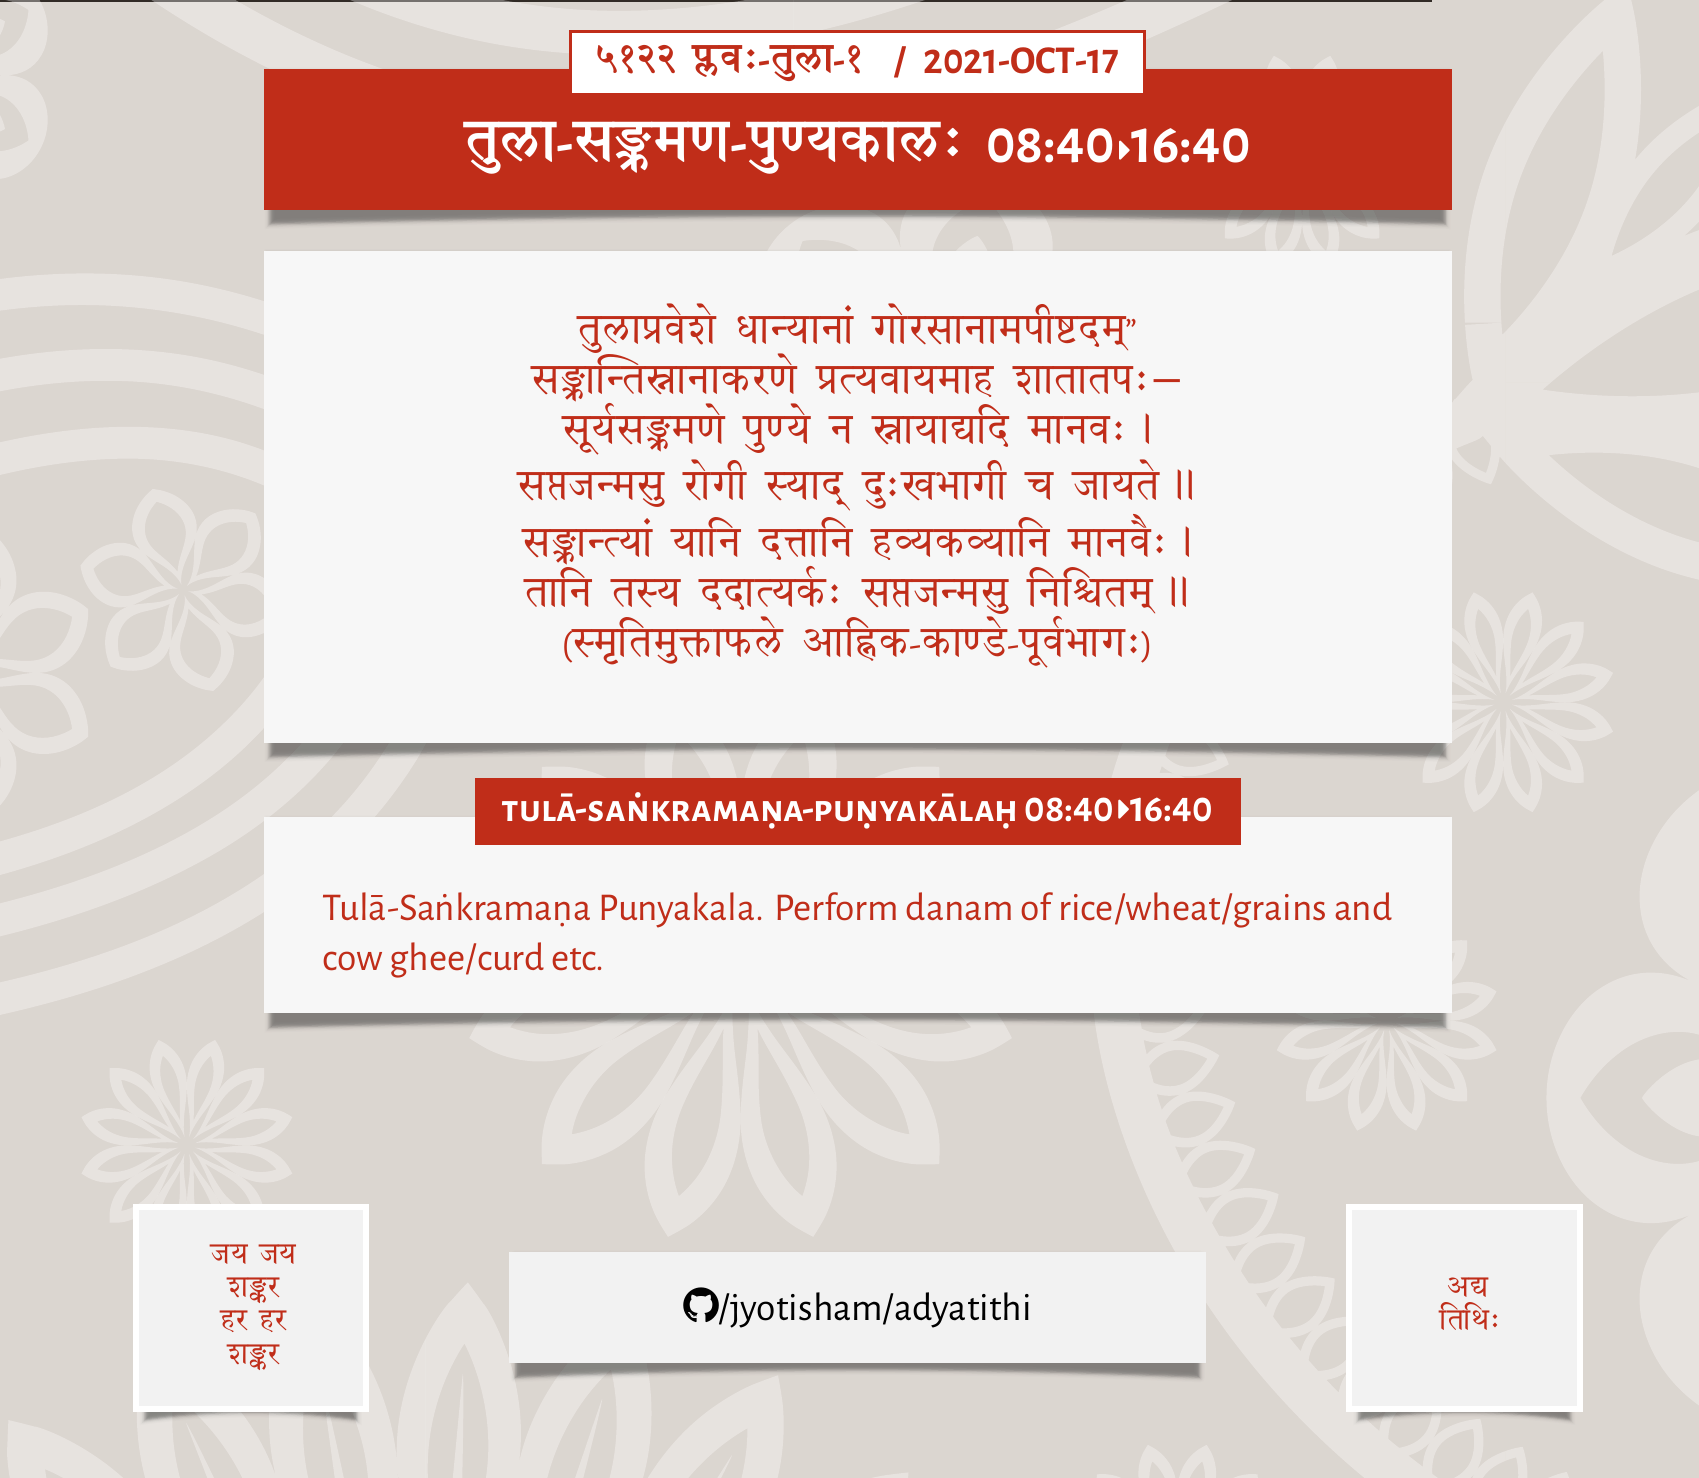 ५१२२ प्लवः-तुला-१ / 2021-OCT-17
तुला-सङ्क्रमण-पुण्यकालः 08:40▸16:40
तुलाप्रवेशे धान्यानां गोरसानामपीष्टदम्”
सङ्क्रान्तिस्नानाकरणे प्रत्यवायमाह शातातपः—
सूर्यसङ्क्रमणे पुण्ये न स्नायाद्यदि मानवः ।
सप्तजन्मसु रोगी स्याद् दुःखभागी च जायते ॥
सङ्क्रान्त्यां यानि दत्तानि हव्यकव्यानि मानवैः ।
तानि तस्य ददात्यर्कः सप्तजन्मसु निश्चितम् ॥
(स्मृतिमुक्ताफले आह्निक-काण्डे-पूर्वभागः)
TULĀ-SAṄKRAMAṆA-PUṆYAKĀLAḤ 08:40▸16:40
Tulā-Saṅkramaṇa Punyakala. Perform danam of rice/wheat/grains and
cow ghee/curd etc.
जय जय
शङ्कर
हर हर
शङ्कर
/jyotisham/adyatithi
अद्य
तिथिः